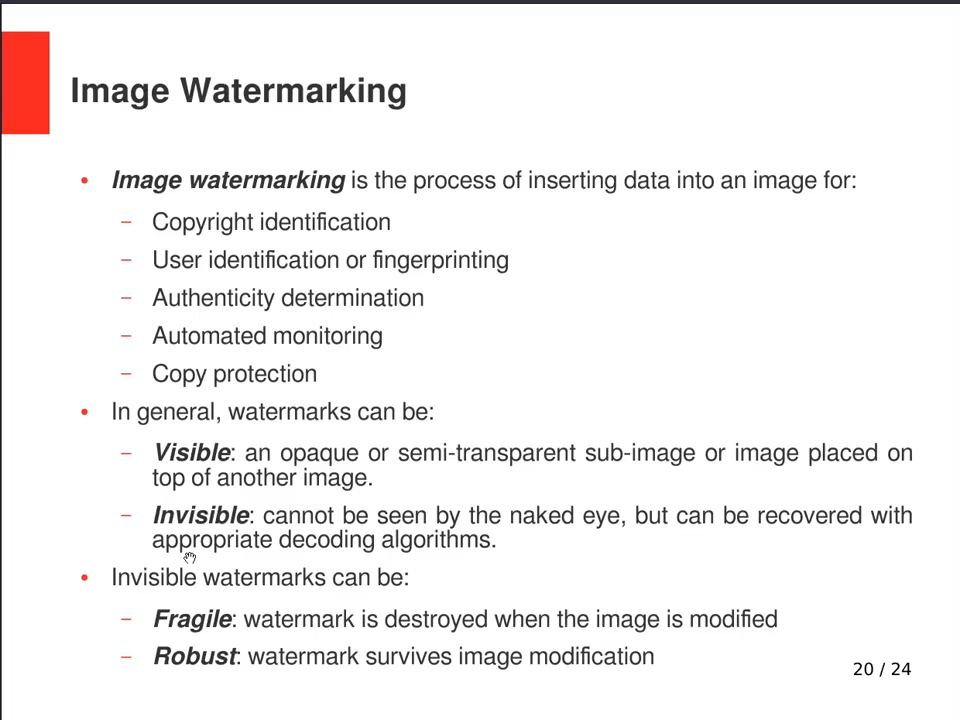 Image Watermarking
• Image watermarking is the process of inserting data into an image for:
– Copyright identification
– User identification or fingerprinting
– Authenticity determination
– Automated monitoring
– Copy protection
• In general, watermarks can be:
– Visible: an opaque or semi-transparent sub-image or image placed on
top of another image.
– Invisible: cannot be seen by the naked eye, but can be recovered with
appropriate decoding algorithms.
• Invisible watermarks can be:
– Fragile: watermark is destroyed when the image is modified
– Robust: watermark survives image modification
20 / 24